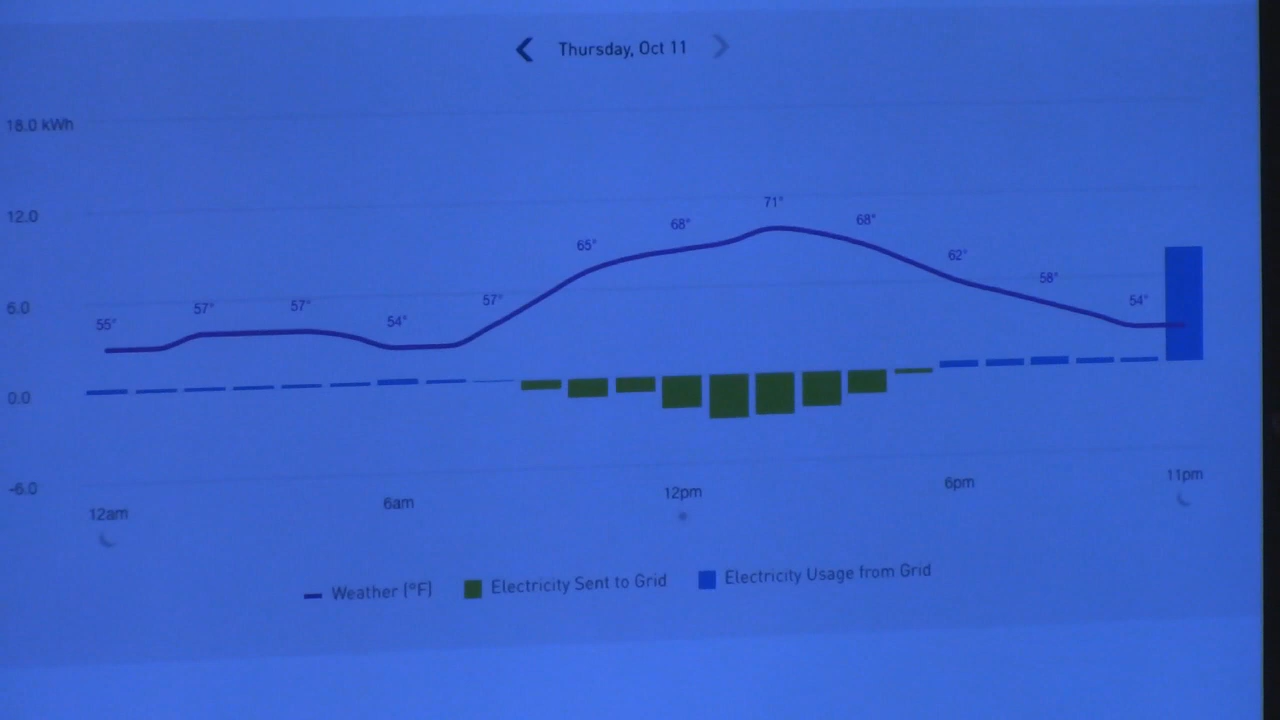 Thursday, Oct 11
18.0 kWh
12.0
6.0
0.0
-6.0
55°
57°
57°
54°
57°
65°
68°
71°
68°
62°
58°
54°
12am
6am
12pm
6pm
11pm
Weather (°F)
Electricity Sent to Grid
Electricity Usage from Grid